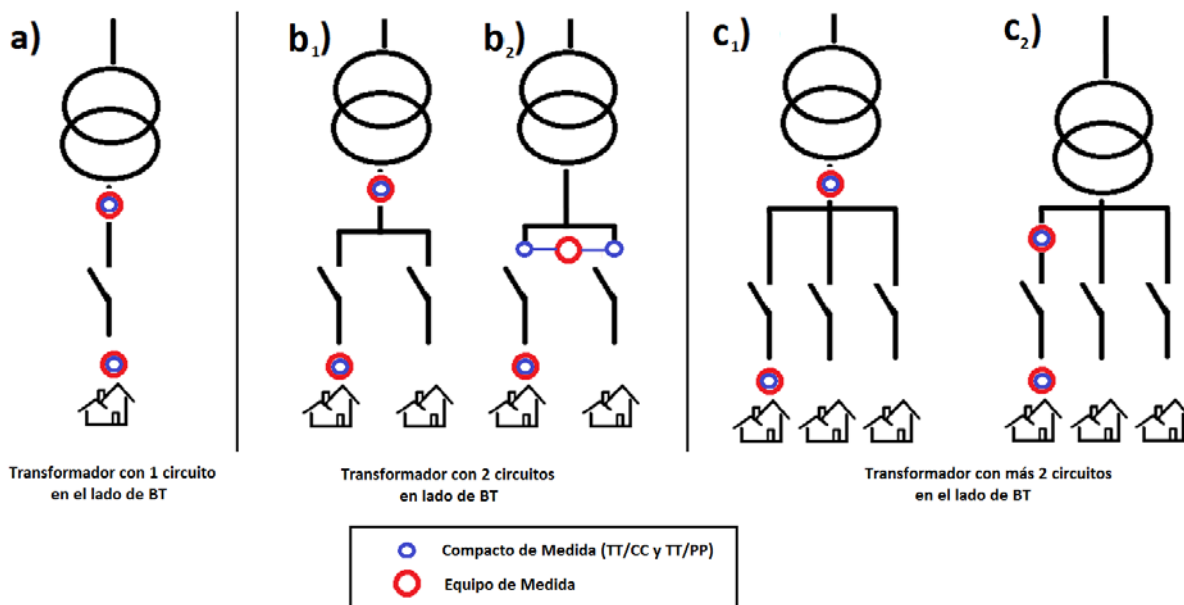 a)
b1)
b2)
c1)
c2)
Transformador con 1 circuito
en el lado de BT
Transformador con 2 circuitos
en lado de BT
Transformador con más 2 circuitos
en el lado de BT
Compacto de Medida (TT/CC y TT/PP)
Equipo de Medida